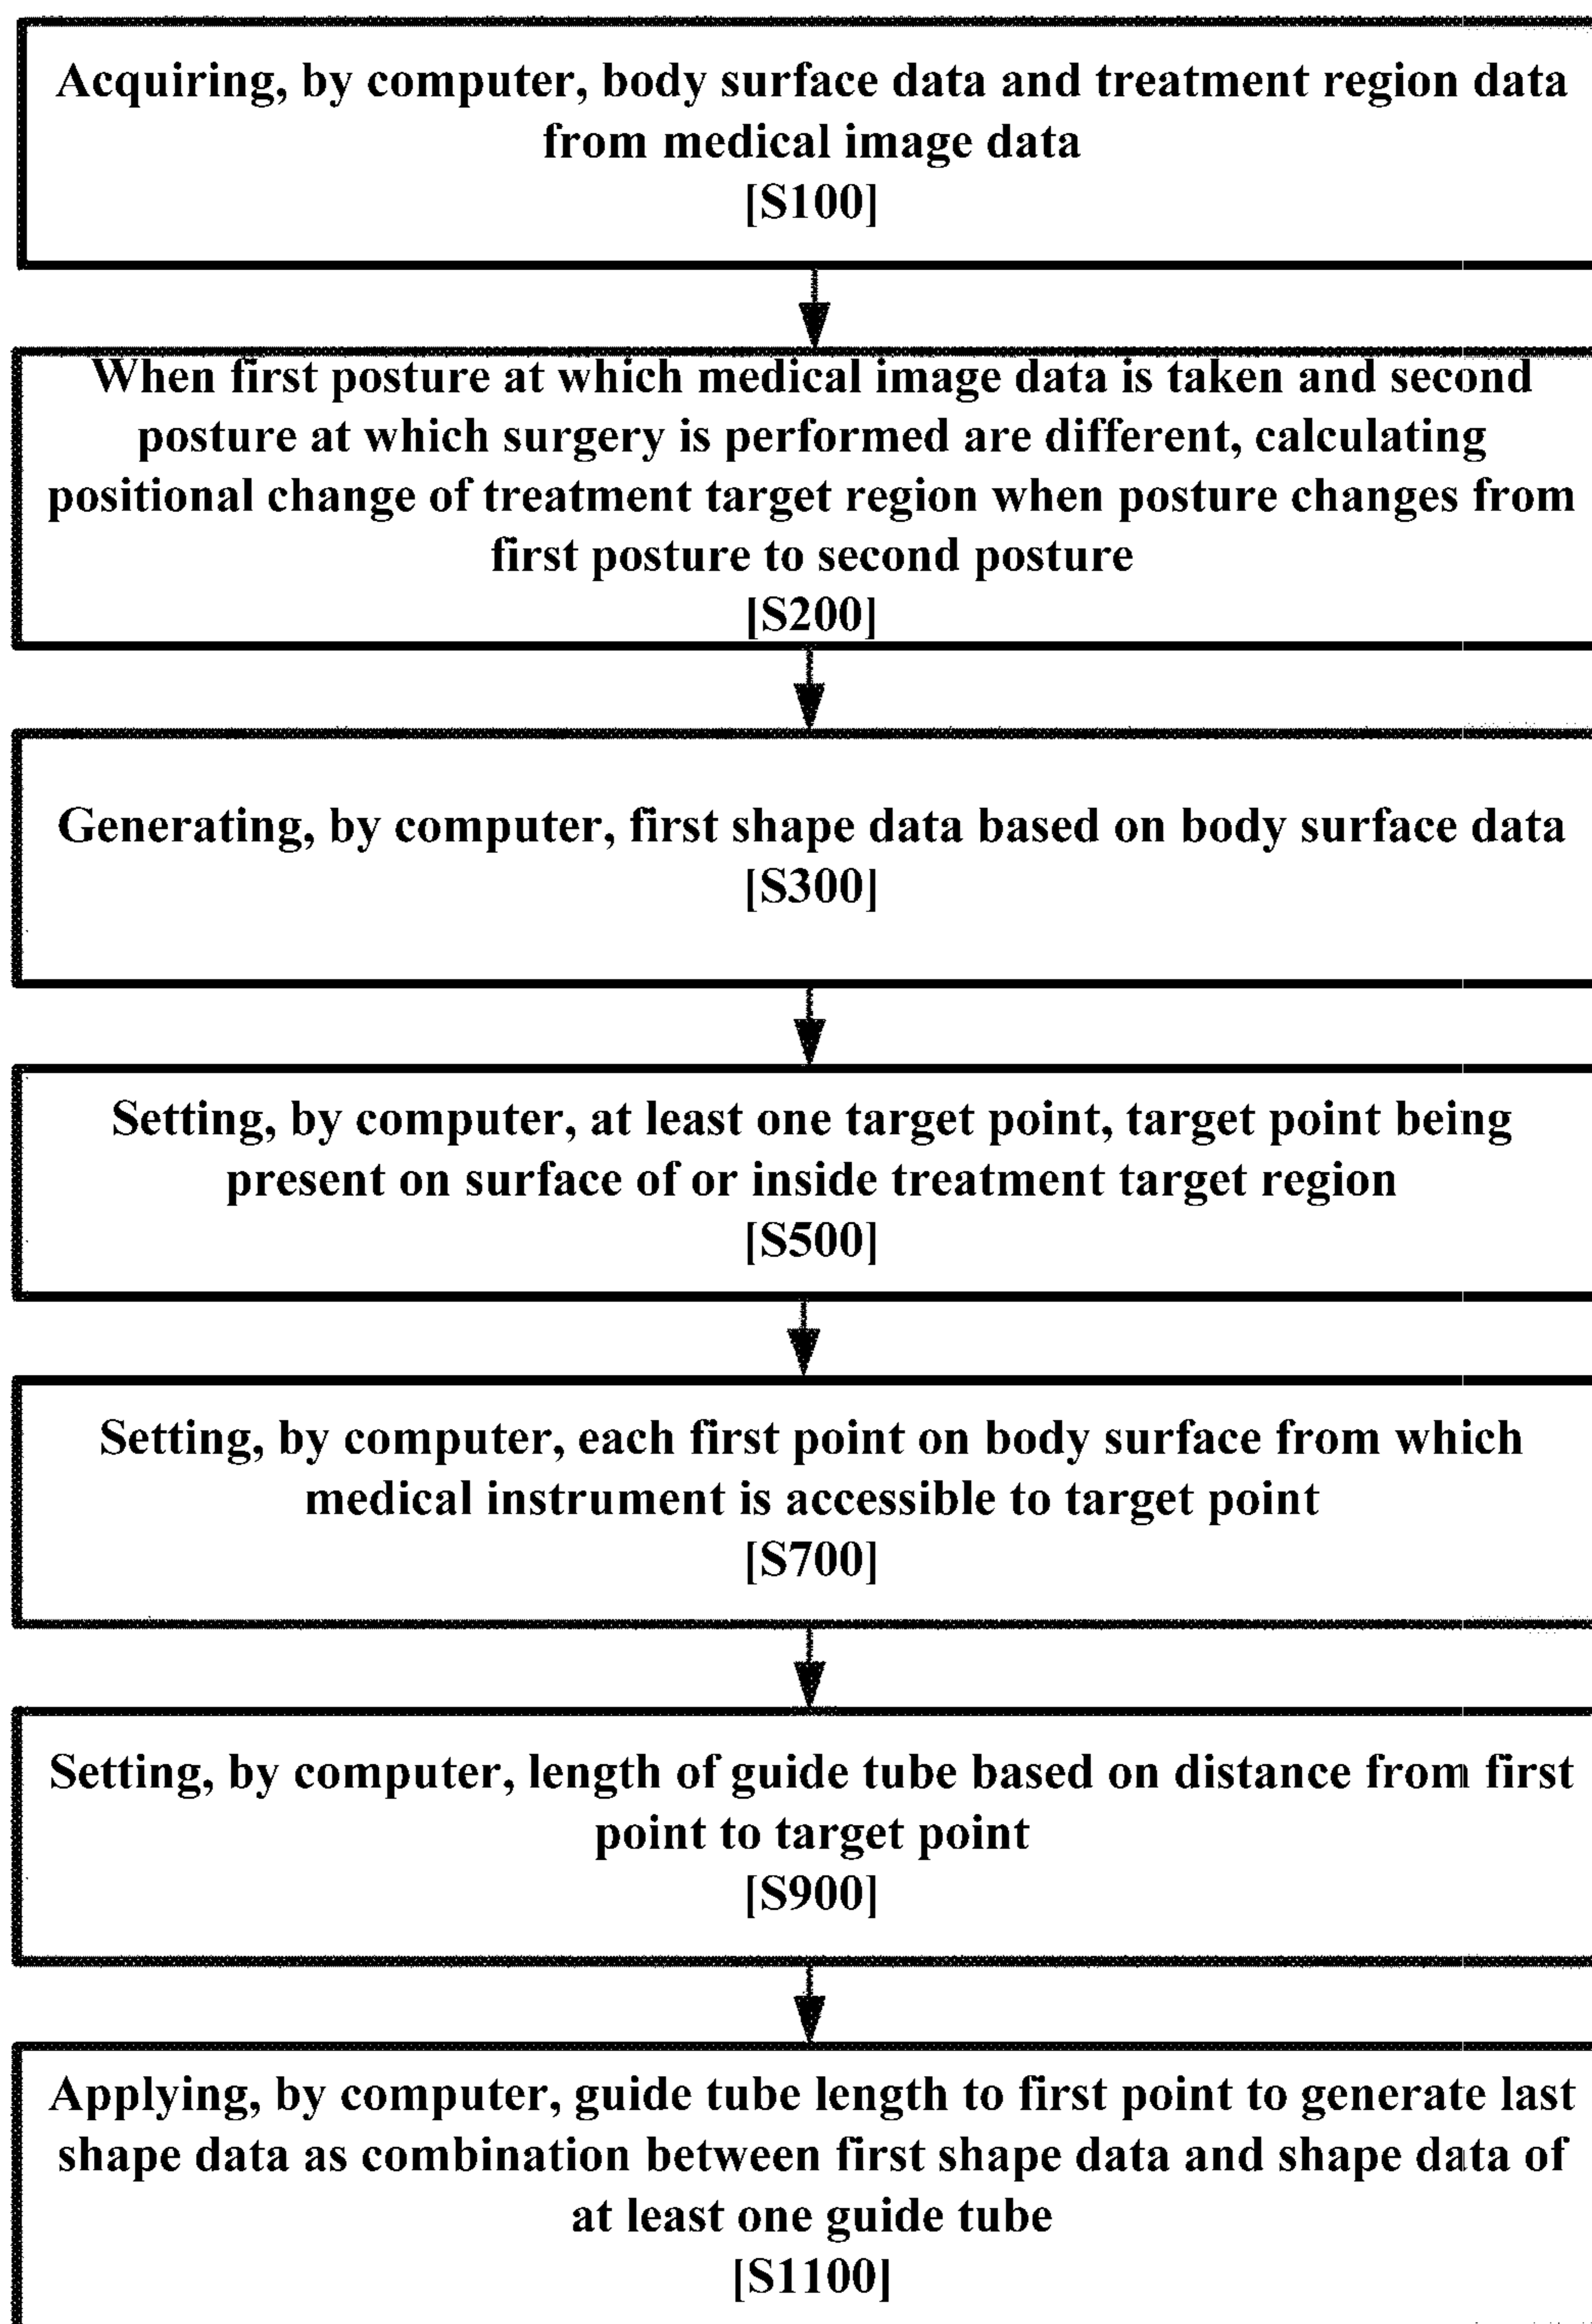 Acquiring, by computer, body surface data and treatment region data
from medical image data
[S100]
When first posture at which medical image data is taken and second
posture at which surgery is performed are different, calculating
positional change of treatment target region when posture changes from
first posture to second posture
[S200]
Generating, by computer, first shape data based on body surface data
[S300]
Setting, by computer, at least one target point, target point being
present on surface of or inside treatment target region
[S500]
Setting, by computer, each first point on body surface from which
medical instrument is accessible to target point
[S700]
Setting, by computer, length of guide tube based on distance from first
point to target point
[S900]
Applying, by computer, guide tube length to first point to generate last
shape data as combination between first shape data and shape data of
at least one guide tube
[S1100]